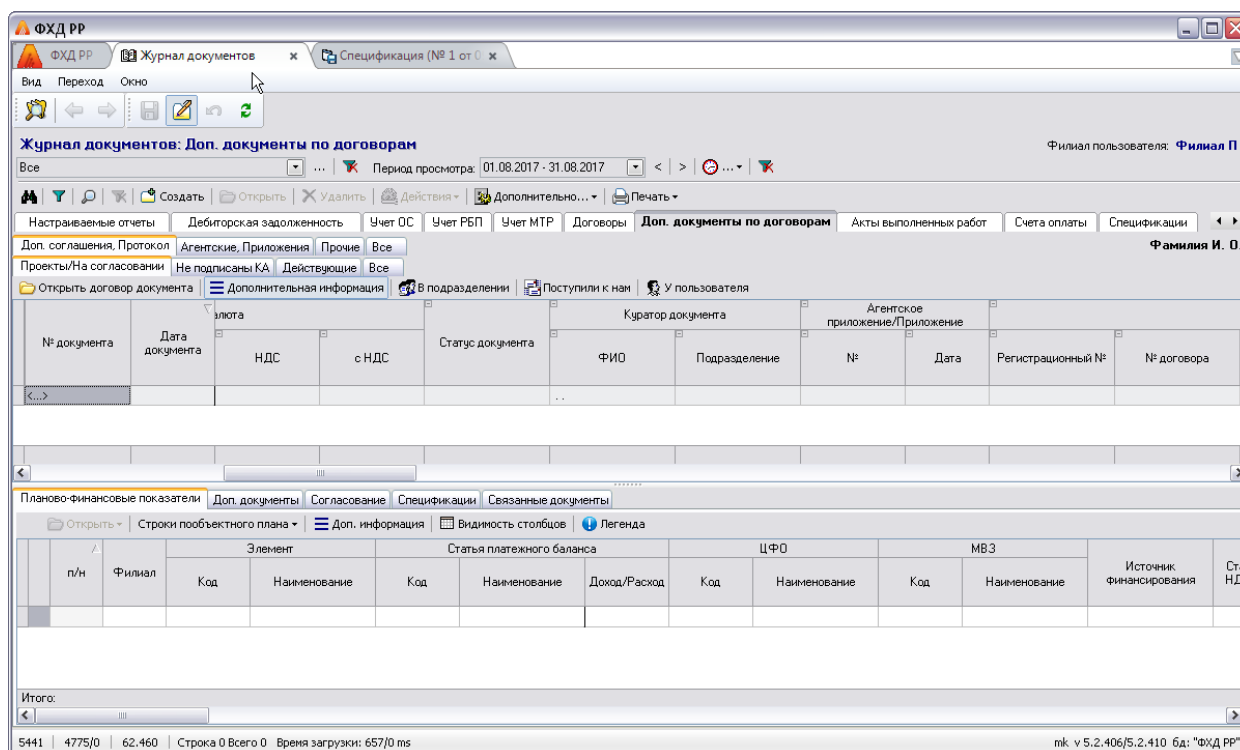 ФХД РР
ФХД РР Журнал документов Спецификация (№ 1 от 0
Вид Переход Окно
Журнал документов: Доп. документы по договорам Филиал пользователя: Филиал П
Все ... Период просмотра: 01.08.2017 - 31.08.2017 < > ...
Создать Открыть Удалить Действия Дополнительно... Печать
Настраиваемые отчеты Дебиторская задолженность Учет ОС Учет РБП Учет МТР Договоры Доп. документы по договорам Акты выполненных работ Счета оплаты Спецификации
Доп. соглашения, Протокол Агентские, Приложения Прочие Все Фамилия И. О.
Проекты/На согласовании Не подписаны КА Действующие Все
Открыть договор документа Дополнительная информация В подразделении Поступили к нам У пользователя
№ документа Дата документа алюта НДС с НДС Статус документа Куратор документа ФИО Подразделение Агентское приложение/Приложение № Дата Регистрационный № № договора
<...> . .
Планово-финансовые показатели Доп. документы Согласование Спецификации Связанные документы
Открыть Строки пообъектного плана Доп. информация Видимость столбцов Легенда
п/н Филиал Элемент Код Наименование Статья платежного баланса Код Наименование Доход/Расход ЦФО Код Наименование МВЗ Код Наименование Источник финансирования Ст НД
Итого:
5441 4775/0 62.460 Строка 0 Всего 0 Время загрузки: 657/0 ms mk v 5.2.406/5.2.410 бд: "ФХД РР"